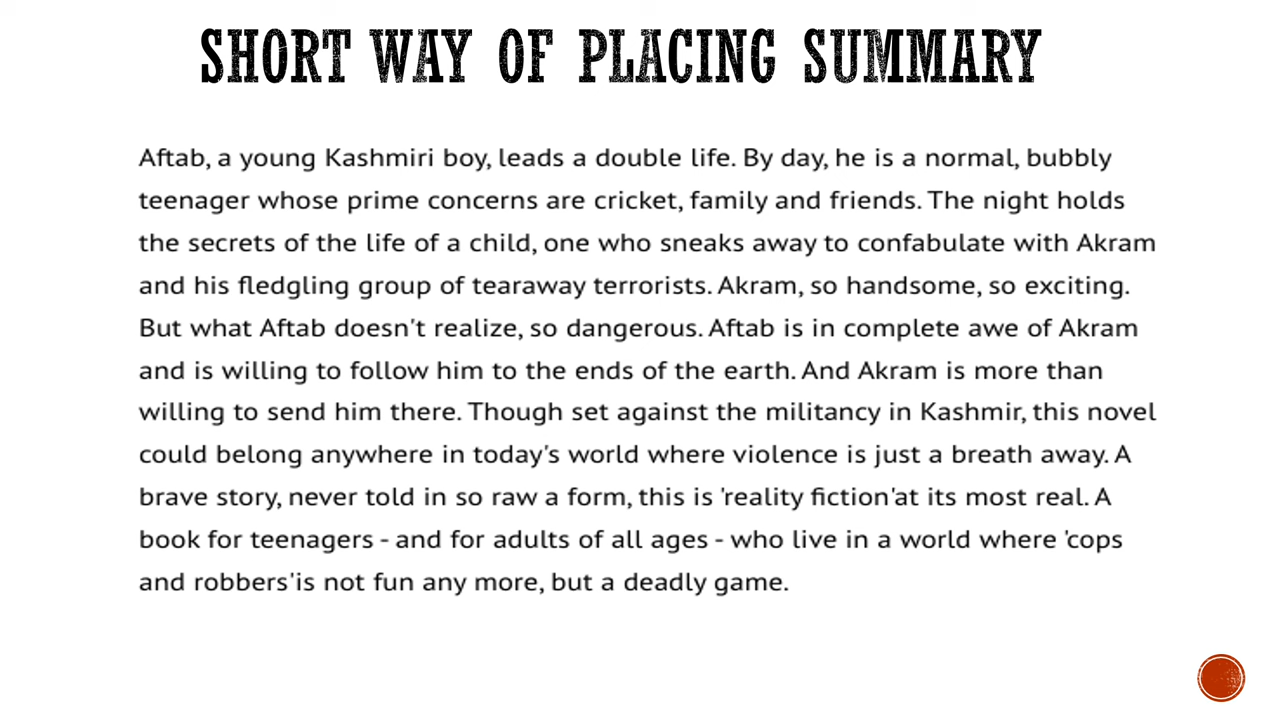 SHORT WAY OF PLACING SUMMARY
Aftab, a young Kashmiri boy, leads a double life. By day, he is a normal, bubbly
teenager whose prime concerns are cricket, family and friends. The night holds
the secrets of the life of a child, one who sneaks away to confabulate with Akram
and his fledgling group of tearaway terrorists. Akram, so handsome, so exciting.
But what Aftab doesn't realize, so dangerous. Aftab is in complete awe of Akram
and is willing to follow him to the ends of the earth. And Akram is more than
willing to send him there. Though set against the militancy in Kashmir, this novel
could belong anywhere in today's world where violence is just a breath away. A
brave story, never told in so raw a form, this is 'reality fiction'at its most real. A
book for teenagers - and for adults of all ages - who live in a world where 'cops
and robbers'is not fun any more, but a deadly game.